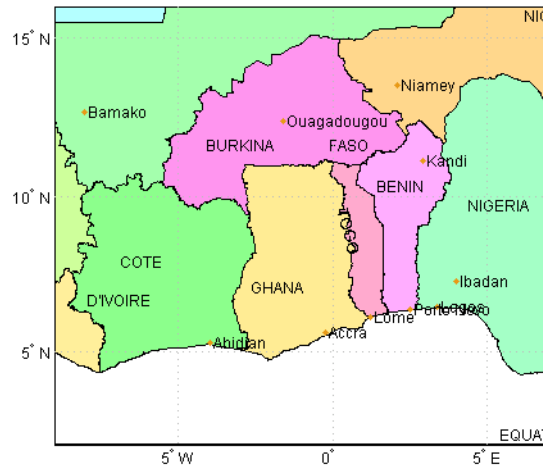 15° N
NI
Niamey
Bamako
Ouagadougou
BURKINA FASO
Kandi
BENIN
10° N
NIGERIA
TOGO
COTE
D'IVOIRE
GHANA
Ibadan
Lagos
Porto Novo
Lome
Accra
Abidjan
5° N
EQUAT
5° W
0°
5° E